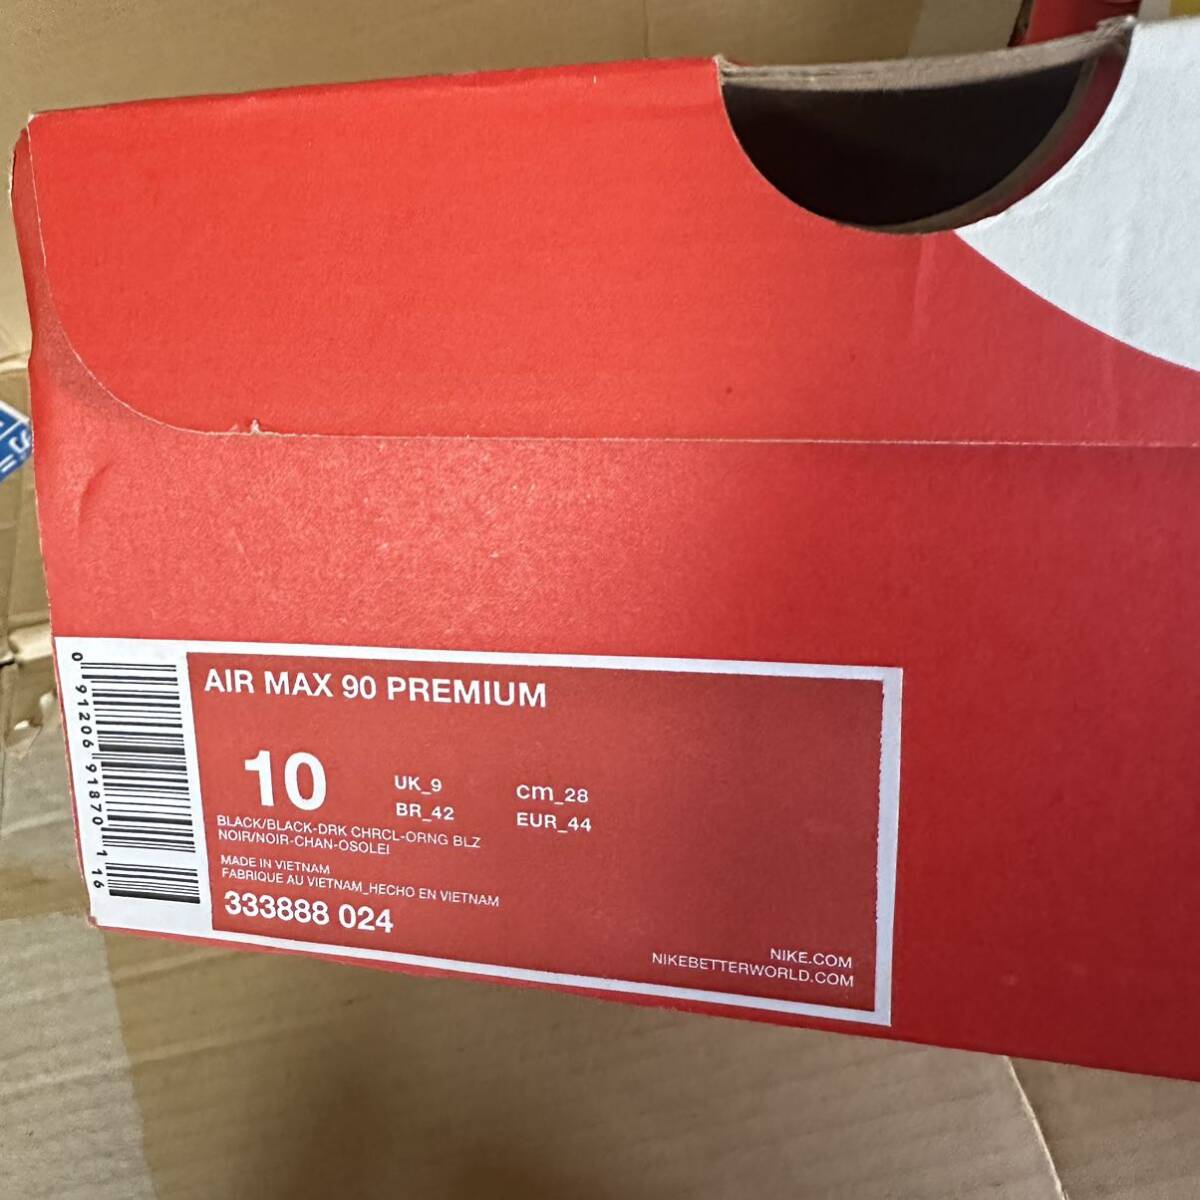 AIR MAX 90 PREMIUM
10
UK_9 cm_28
BR_42 EUR_44
BLACK/BLACK-DRK CHRCL-ORNG BLZ
NOIR/NOIR-CHAN-OSOLEI
MADE IN VIETNAM
FABRIQUE AU VIETNAM_HECHO EN VIETNAM
333888 024
NIKE.COM
NIKEBETTERWORLD.COM
0 91206 91870 1 16